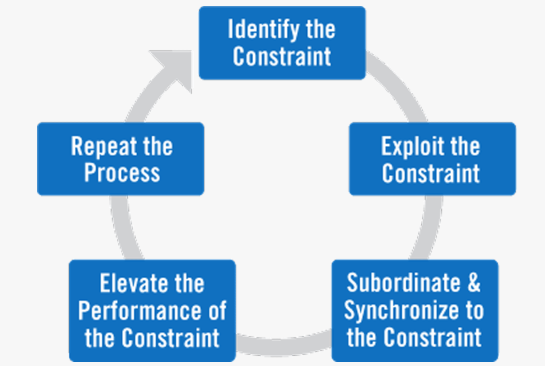 Identify the
Constraint
Exploit the
Constraint
Subordinate &
Synchronize to
the Constraint
Elevate the
Performance of
the Constraint
Repeat the
Process